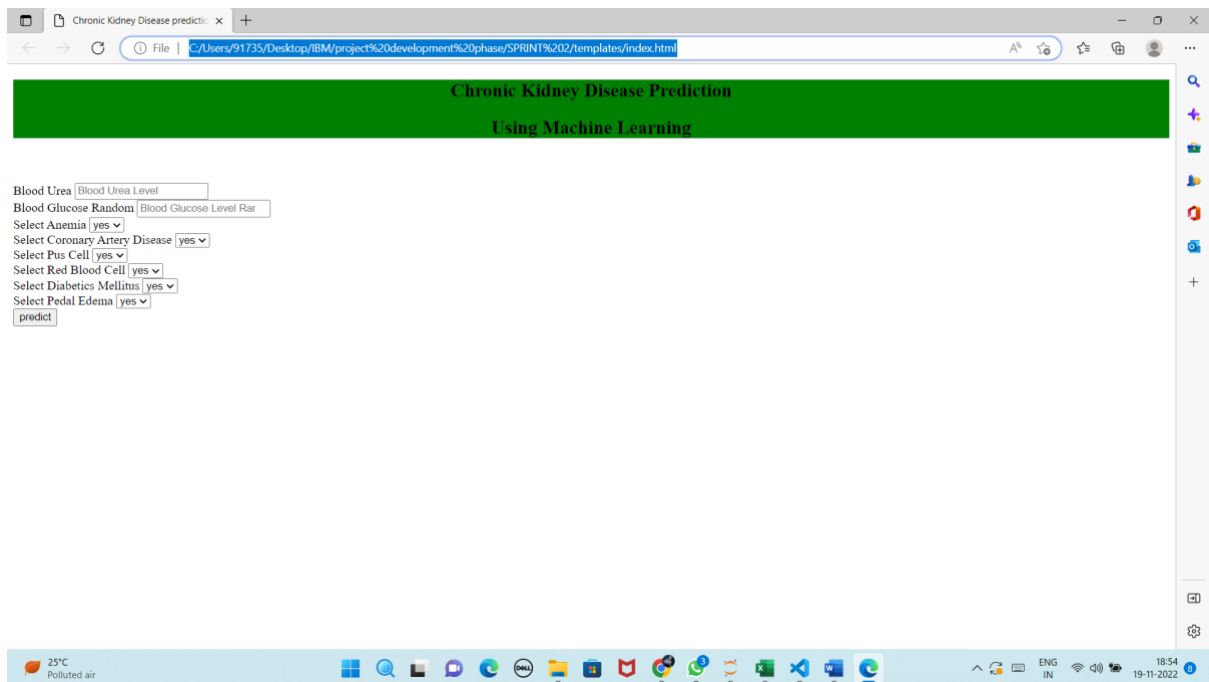 Chronic Kidney Disease predictio
File | C:/Users/91735/Desktop/IBM/project%20development%20phase/SPRINT%202/templates/index.html
Chronic Kidney Disease Prediction
Using Machine Learning
Blood Urea Blood Urea Level
Blood Glucose Random Blood Glucose Level Rar
Select Anemia yes
Select Coronary Artery Disease yes
Select Pus Cell yes
Select Red Blood Cell yes
Select Diabetics Mellitus yes
Select Pedal Edema yes
predict
25°C
Polluted air
DELL
3
ENG
IN
18:54
19-11-2022
8